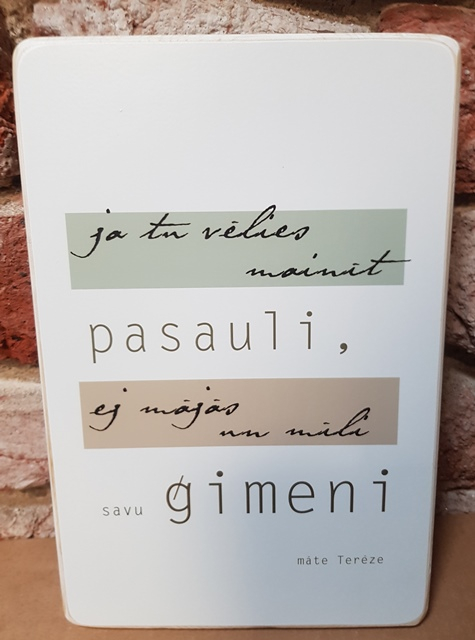 ja tu vēlies
mainīt
pasauli,
ej mājās
un mīli
savu ģimeni
māte Terēze